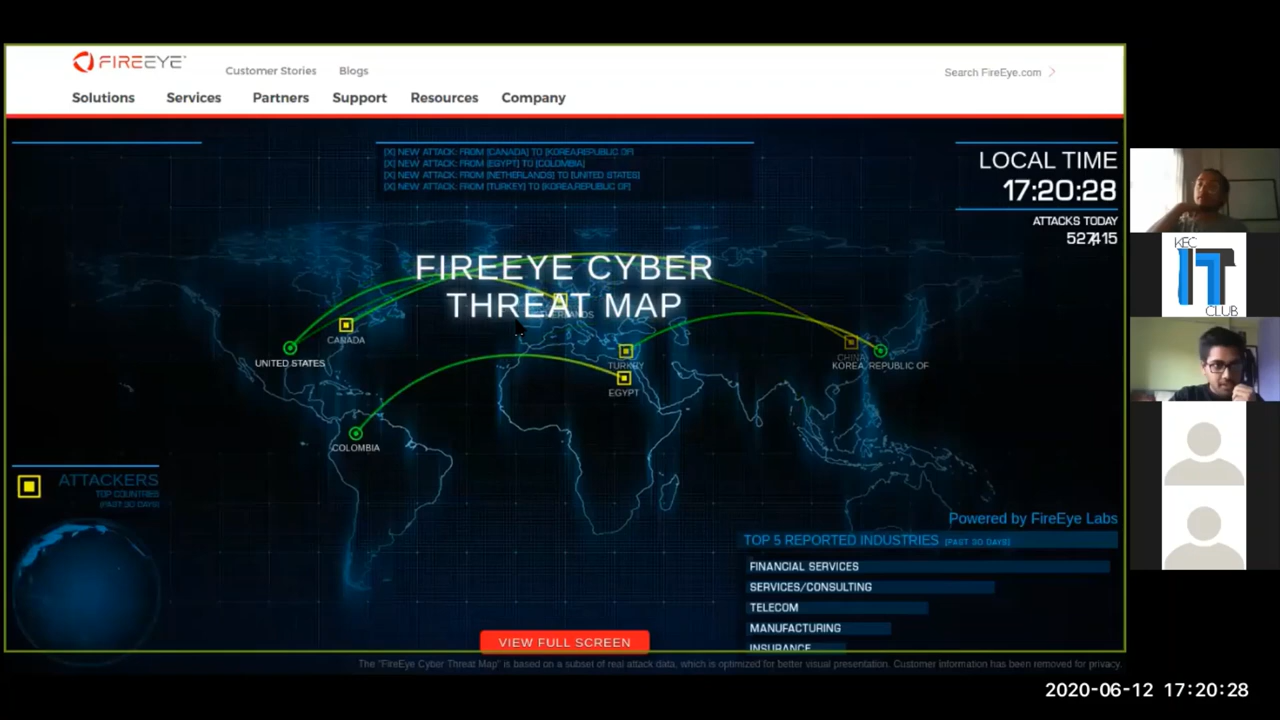 FIREEYE
Customer Stories
Blogs
Search FireEye.com
Solutions
Services
Partners
Support
Resources
Company
[X] NEW ATTACK: FROM [CANADA] TO [KOREA,REPUBLIC OF]
[X] NEW ATTACK: FROM [EGYPT] TO [COLOMBIA]
[X] NEW ATTACK: FROM [NETHERLANDS] TO [UNITED STATES]
[X] NEW ATTACK: FROM [TURKEY] TO [KOREA,REPUBLIC OF]
LOCAL TIME
17:20:28
ATTACKS TODAY
FIREEYE CYBER
THREAT MAP
NETHERLANDS
CANADA
UNITED STATES
TURKEY
EGYPT
CHINA
KOREA, REPUBLIC OF
COLOMBIA
ATTACKERS
TOP COUNTRIES
(PAST 30 DAYS)
Powered by FireEye Labs
TOP 5 REPORTED INDUSTRIES (PAST 30 DAYS)
FINANCIAL SERVICES
SERVICES/CONSULTING
TELECOM
MANUFACTURING
INSURANCE
VIEW FULL SCREEN
The "FireEye Cyber Threat Map" is based on a subset of real attack data, which is optimized for better visual presentation. Customer information has been removed for privacy.
KEC
IT
CLUB
2020-06-12 17:20:28